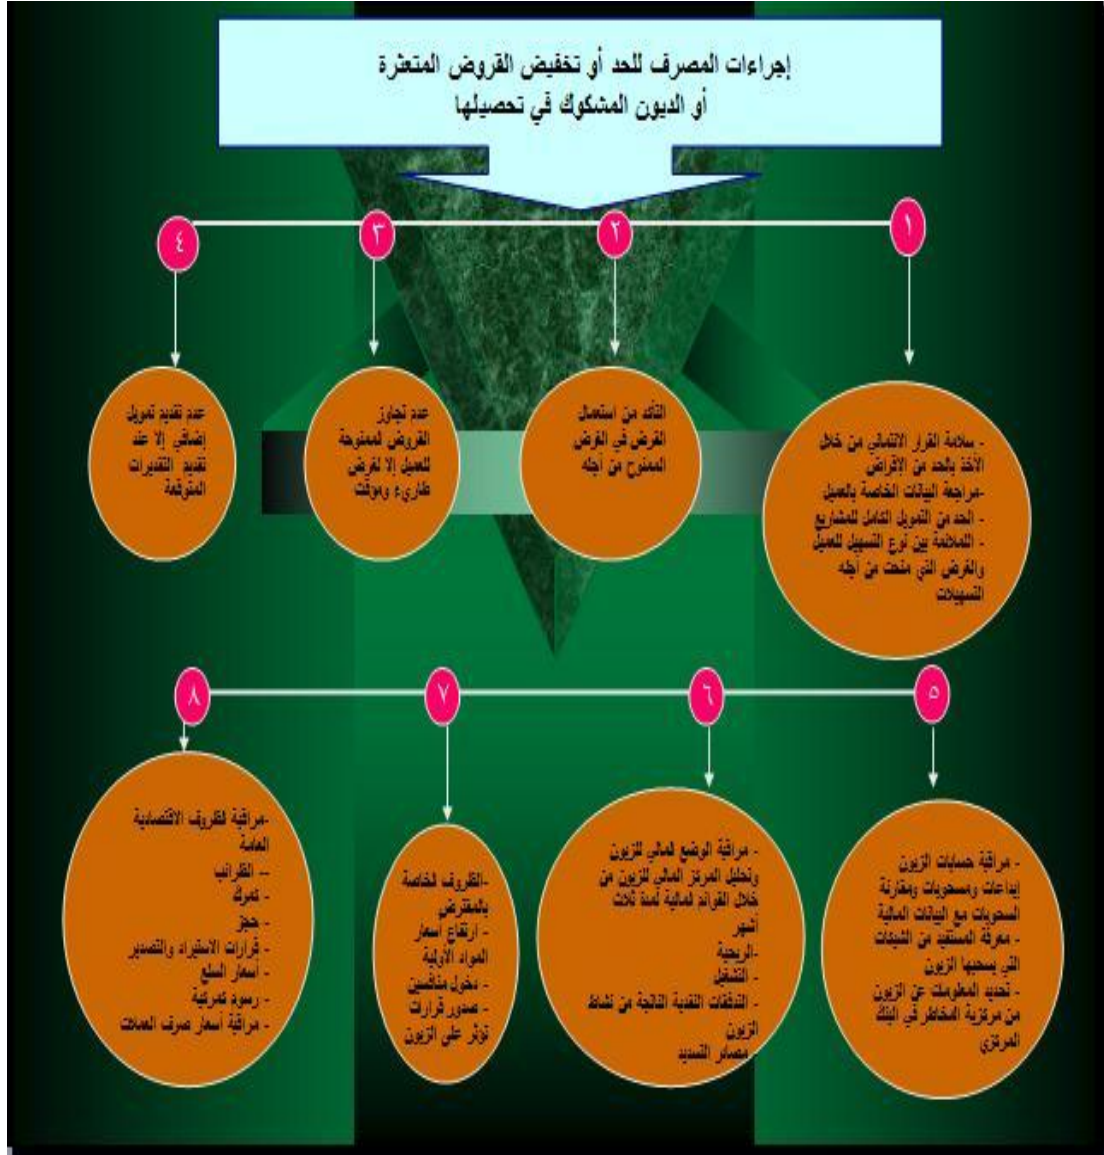 إجراءات المصرف للحد أو تخفيض القروض المتعثرة
أو الديون المشكوك في تحصيلها
١
٢
٣
٤
- سلامة القرار الائتماني من خلال
الأخذ بالحد من الإقراض
-مراجعة البيانات الخاصة بالعميل
- الحد من التمويل الكامل للمشاريع
- الملائمة بين نوع التسهيل للعميل
والغرض التي منحت من أجله
التسهيلات
التأكد من استعمال
القرض في الغرض
الممنوح من أجله
عدم تجاوز
القروض الممنوحة
للعميل إلا لغرض
طاريء وموقت
عدم تقديم تمويل
إضافي إلا عند
تقديم التقديرات
المتوقعة
٥
٦
٧
٨
- مراقبة حسابات الزبون
إيداعات ومسحوبات ومقارنة
السحوبات مع البيانات المالية
- معرفة المستفيد من الشيكات
التي يسحبها الزبون
- تحديد المعلومات عن الزبون
من مركزية المخاطر في البنك
المركزي
- مراقبة الوضع المالي للزبون
وتحليل المركز المالي للزبون من
خلال القوائم المالية لمدة ثلاث
أشهر
-الربحية
- التشغيل
- التدفقات النقدية الناتجة من نشاط
الزبون
- مصادر التسديد
-الظروف الخاصة
بالمقترض
- ارتفاع أسعار
المواد الأولية
- دخول منافسين
- صدور قرارات
تؤثر على الزبون
-مراقبة الظروف الاقتصادية
العامة
-- الظرائب
- كمرك
- حجز
- قرارات الاستيراد والتصدير
- أسعار السلع
- رسوم كمركية
- مراقبة أسعار صرف العملات